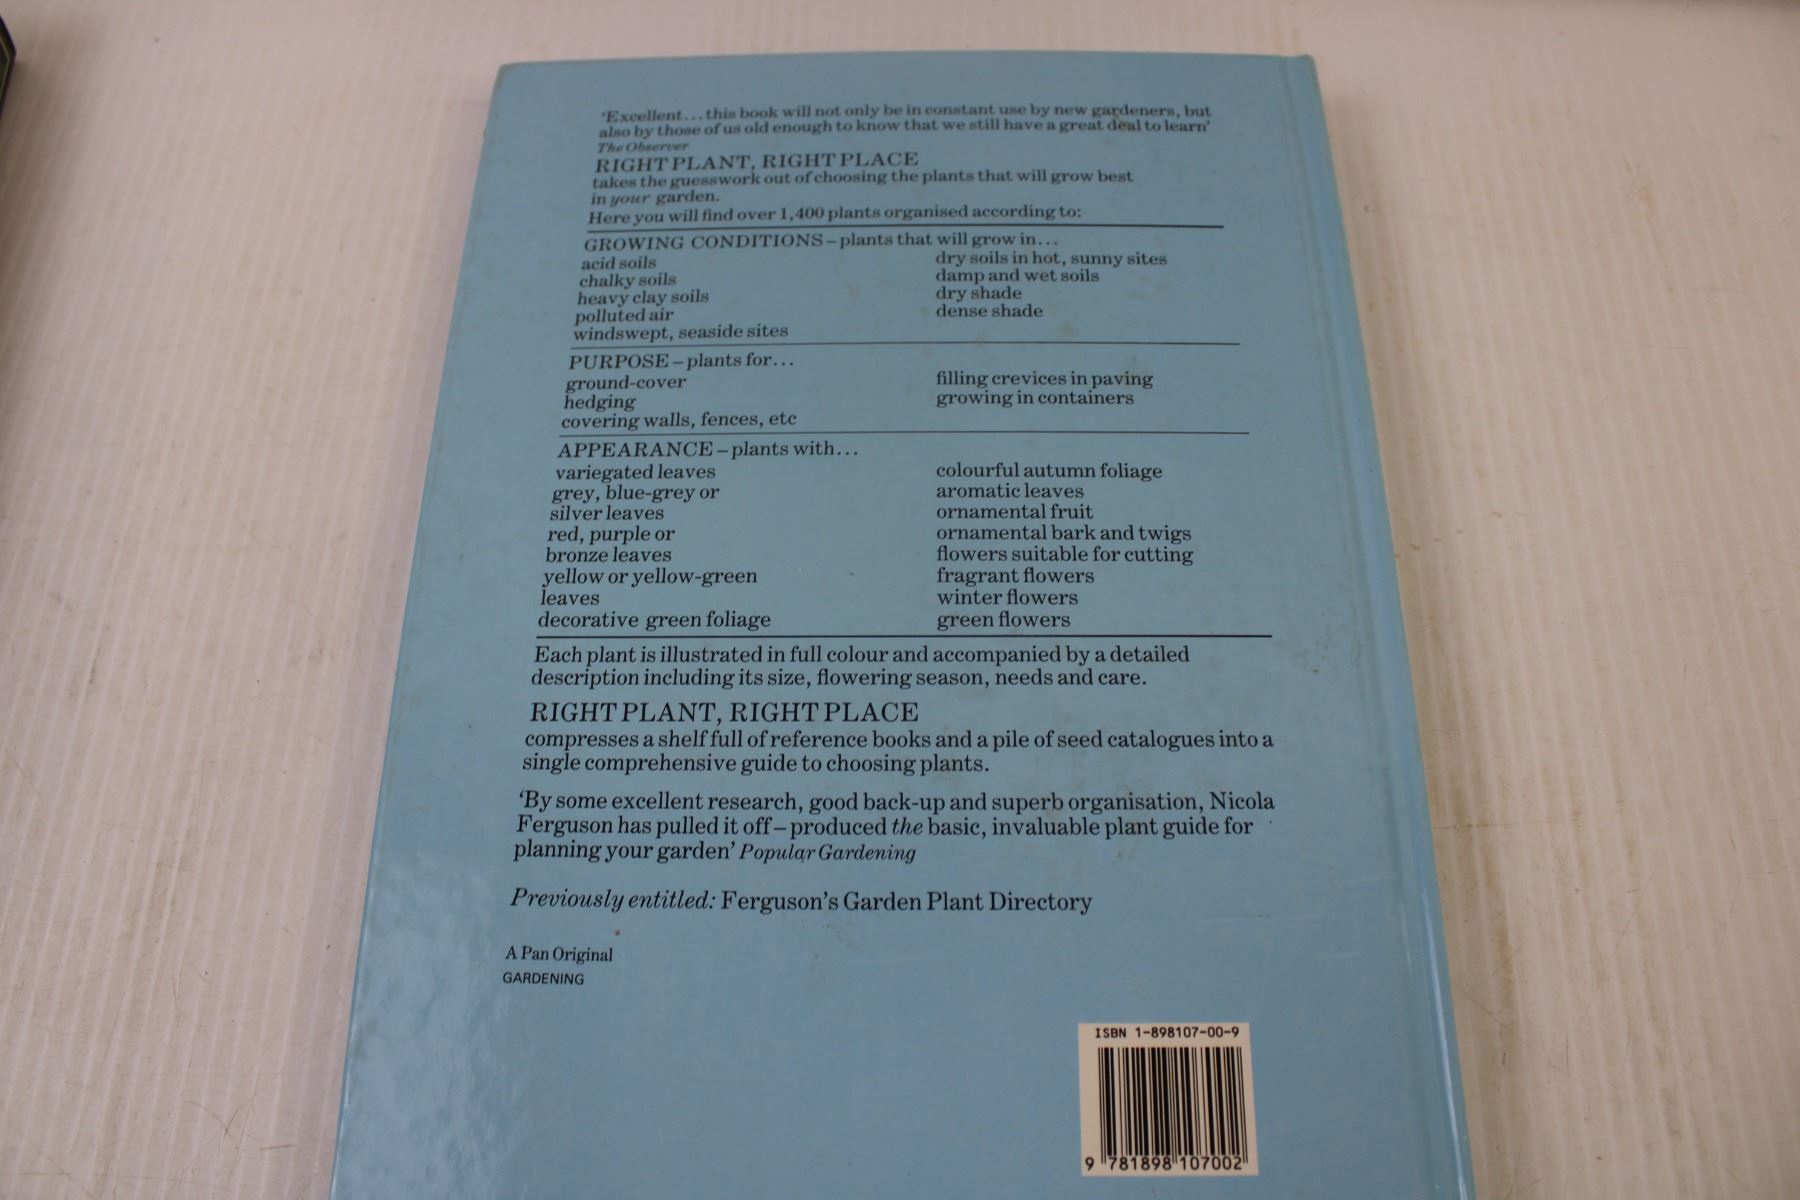 ‘Excellent... this book will not only be in constant use by new gardeners, but
also by those of us old enough to know that we still have a great deal to learn’
The Observer
RIGHT PLANT, RIGHT PLACE
takes the guesswork out of choosing the plants that will grow best
in your garden.
Here you will find over 1,400 plants organised according to:
GROWING CONDITIONS – plants that will grow in...
acid soils
chalky soils
heavy clay soils
polluted air
windswept, seaside sites
dry soils in hot, sunny sites
damp and wet soils
dry shade
dense shade
PURPOSE – plants for...
ground-cover
hedging
covering walls, fences, etc
filling crevices in paving
growing in containers
APPEARANCE – plants with...
variegated leaves
grey, blue-grey or
silver leaves
red, purple or
bronze leaves
yellow or yellow-green
leaves
decorative green foliage
colourful autumn foliage
aromatic leaves
ornamental fruit
ornamental bark and twigs
flowers suitable for cutting
fragrant flowers
winter flowers
green flowers
Each plant is illustrated in full colour and accompanied by a detailed
description including its size, flowering season, needs and care.
RIGHT PLANT, RIGHT PLACE
compresses a shelf full of reference books and a pile of seed catalogues into a
single comprehensive guide to choosing plants.
‘By some excellent research, good back-up and superb organisation, Nicola
Ferguson has pulled it off – produced the basic, invaluable plant guide for
planning your garden’ Popular Gardening
Previously entitled: Ferguson's Garden Plant Directory
A Pan Original
GARDENING
ISBN 1-898107-00-9
9 781898 107002